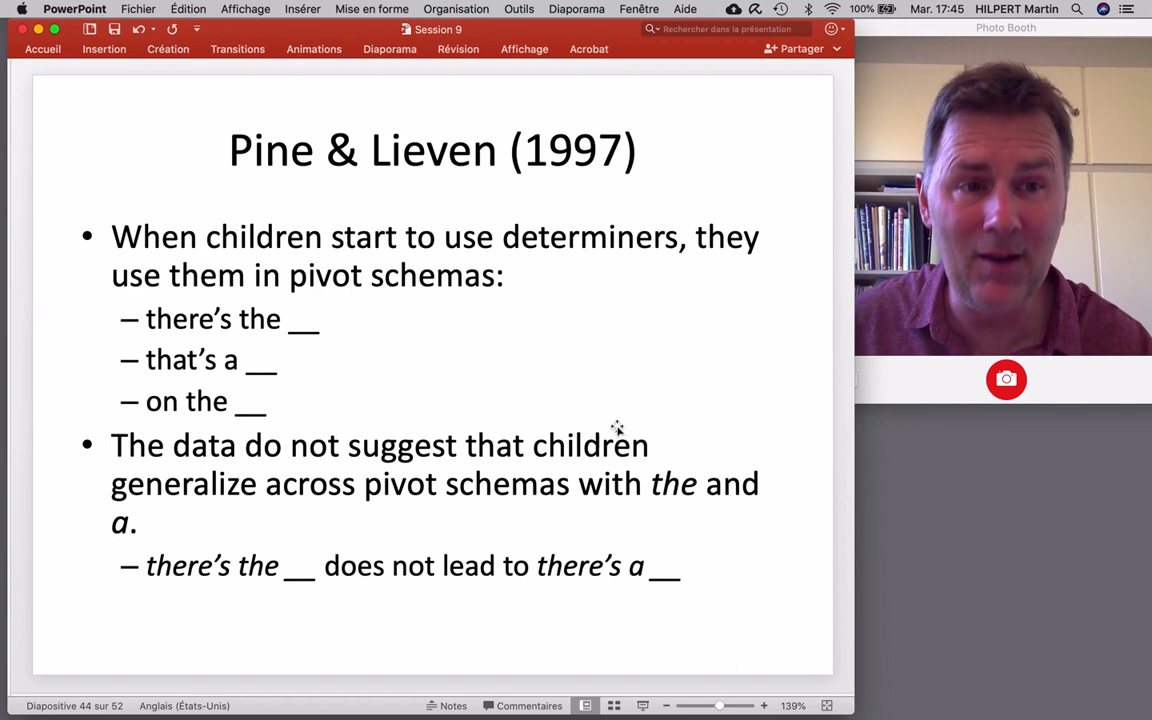 PowerPoint Fichier Édition Affichage Insérer Mise en forme Organisation Outils Diaporama Fenêtre Aide 100% Mar. 17:45 HILPERT Martin
Session 9
Rechercher dans la présentation
Photo Booth
Accueil Insertion Création Transitions Animations Diaporama Révision Affichage Acrobat Partager
Pine & Lieven (1997)
• When children start to use determiners, they
use them in pivot schemas:
– there’s the __
– that’s a __
– on the __
• The data do not suggest that children
generalize across pivot schemas with the and
a.
– there’s the __ does not lead to there’s a __
Diapositive 44 sur 52 Anglais (États-Unis) Notes Commentaires 139%